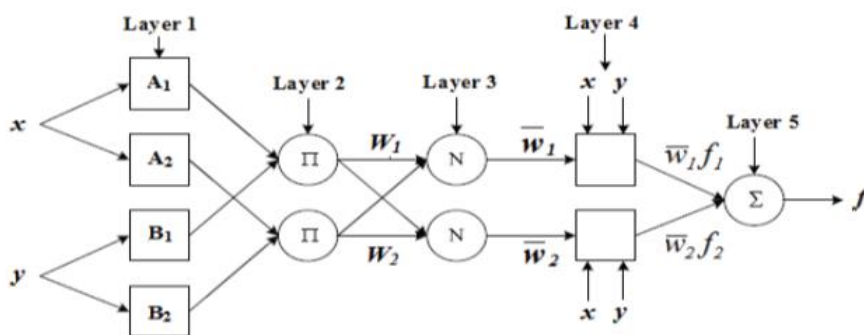 Layer 1
Layer 4
A₁
Layer 2
Layer 3
x y
x
W₁
w̅₁
Layer 5
Π
N
w̅₁f₁
A₂
Σ
f
B₁
Π
N
w̅₂f₂
W₂
w̅₂
y
B₂
x y